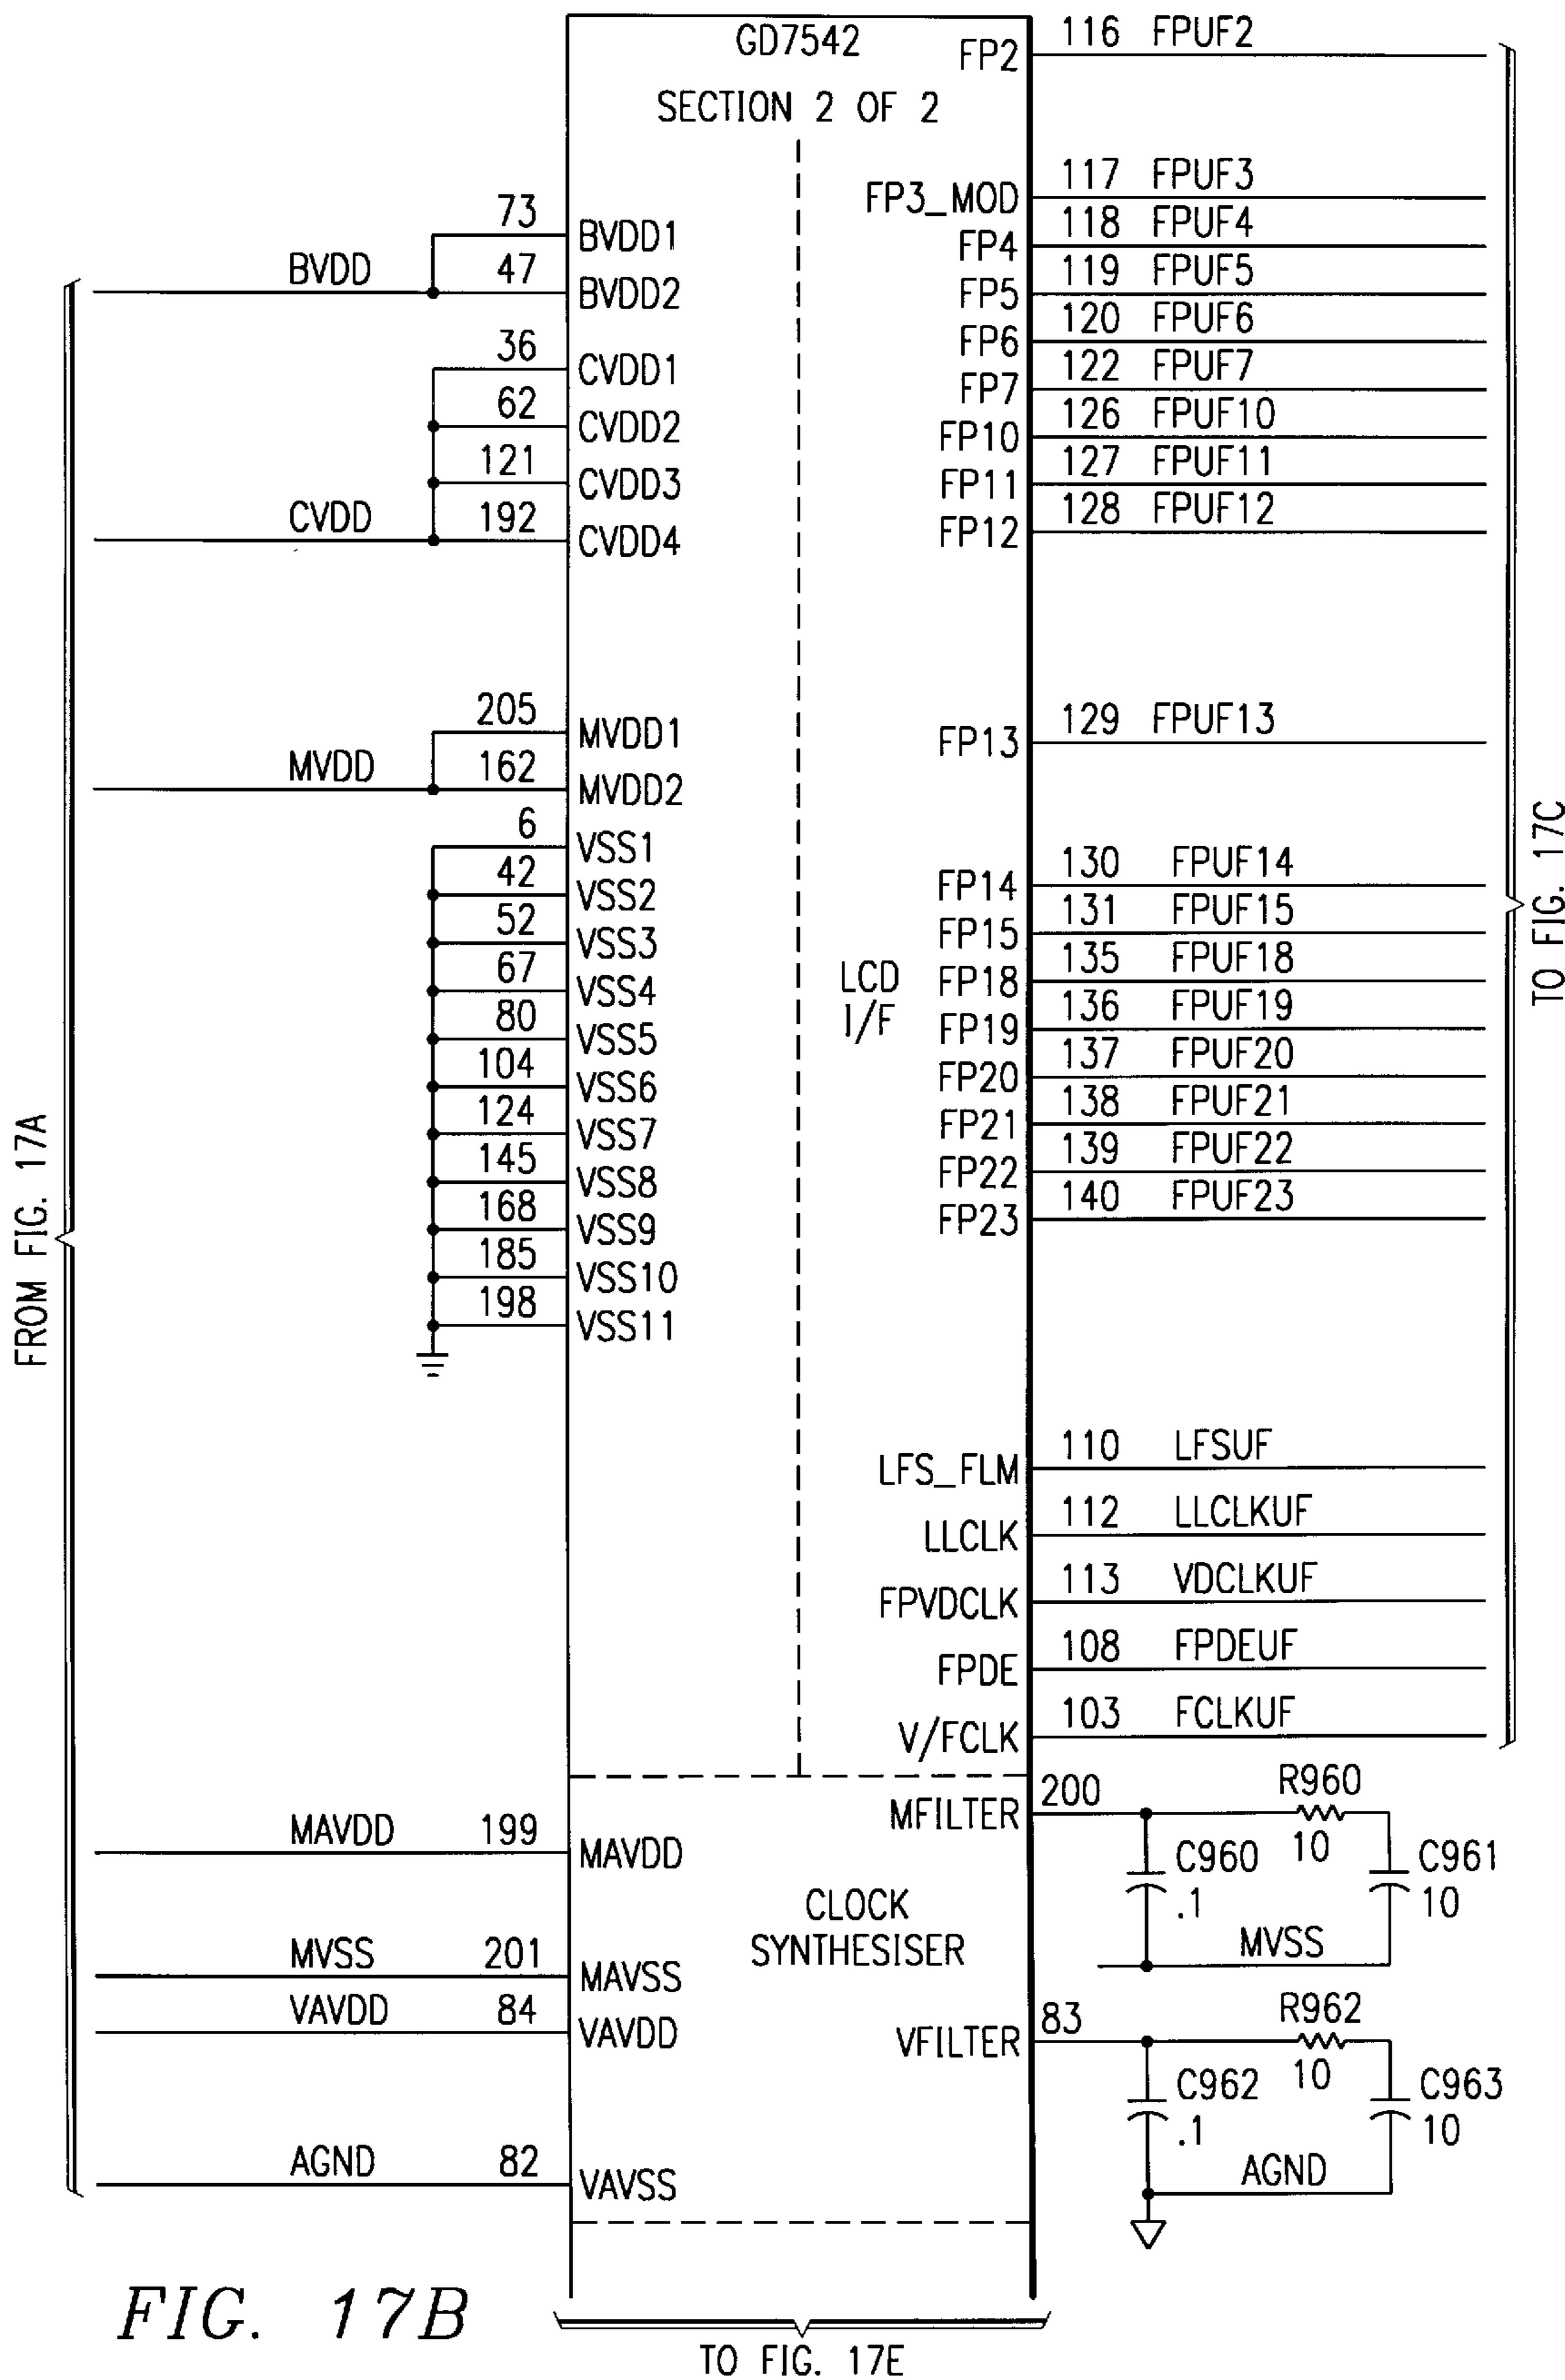 GD7542
SECTION 2 OF 2
FP2 116 FPUF2
FP3_MOD 117 FPUF3
FP4 118 FPUF4
FP5 119 FPUF5
FP6 120 FPUF6
FP7 122 FPUF7
FP10 126 FPUF10
FP11 127 FPUF11
FP12 128 FPUF12
FP13 129 FPUF13
FP14 130 FPUF14
FP15 131 FPUF15
FP18 135 FPUF18
FP19 136 FPUF19
FP20 137 FPUF20
FP21 138 FPUF21
FP22 139 FPUF22
FP23 140 FPUF23
LCD
I/F
LFS_FLM 110 LFSUF
LLCLK 112 LLCLKUF
FPVDCLK 113 VDCLKUF
FPDE 108 FPDEUF
V/FCLK 103 FCLKUF
73 BVDD1
BVDD 47 BVDD2
36 CVDD1
62 CVDD2
121 CVDD3
CVDD 192 CVDD4
205 MVDD1
MVDD 162 MVDD2
6 VSS1
42 VSS2
52 VSS3
67 VSS4
80 VSS5
104 VSS6
124 VSS7
145 VSS8
168 VSS9
185 VSS10
198 VSS11
FROM FIG. 17A
TO FIG. 17C
MAVDD 199 MAVDD
MVSS 201 MAVSS
VAVDD 84 VAVDD
AGND 82 VAVSS
CLOCK
SYNTHESISER
MFILTER 200
R960
10
C960
.1
C961
10
MVSS
VFILTER 83
R962
10
C962
.1
C963
10
AGND
FIG. 17B
TO FIG. 17E